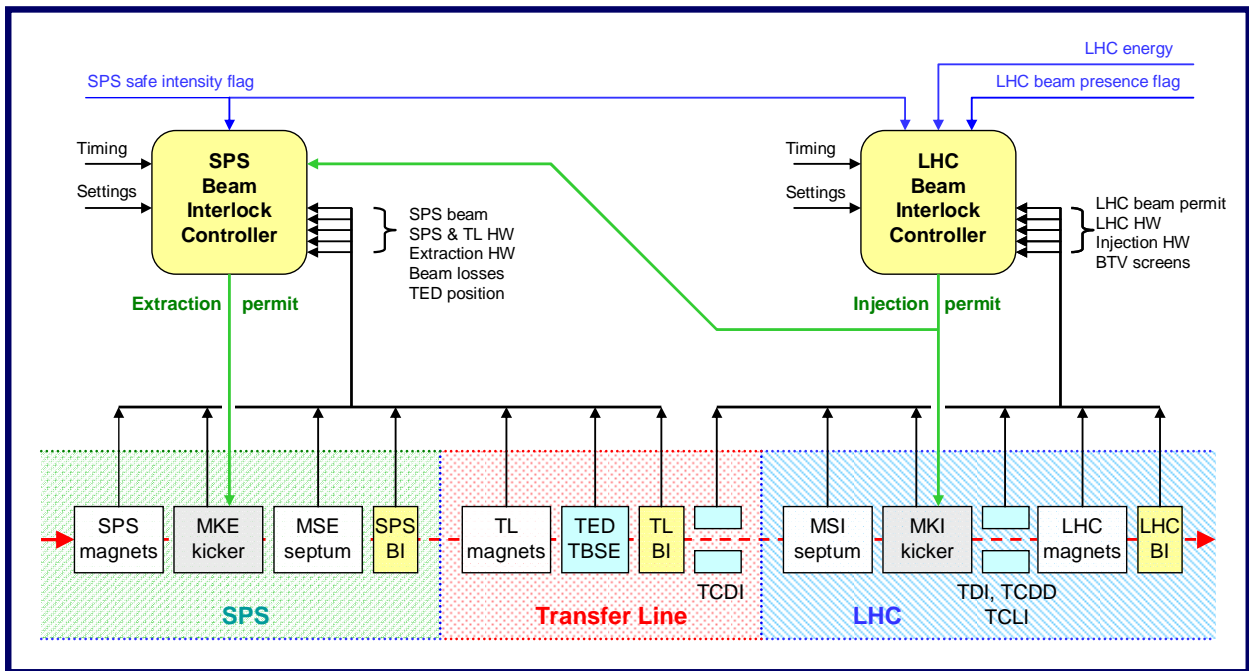 LHC energy
SPS safe intensity flag
LHC beam presence flag
Timing
Settings
SPS
Beam
Interlock
Controller
SPS beam
SPS & TL HW
Extraction HW
Beam losses
TED position
Timing
Settings
LHC
Beam
Interlock
Controller
LHC beam permit
LHC HW
Injection HW
BTV screens
Extraction permit
Injection permit
SPS
magnets
MKE
kicker
MSE
septum
SPS
BI
TL
magnets
TED
TBSE
TL
BI
TCDI
MSI
septum
MKI
kicker
TDI, TCDD
TCLI
LHC
magnets
LHC
BI
SPS
Transfer Line
LHC